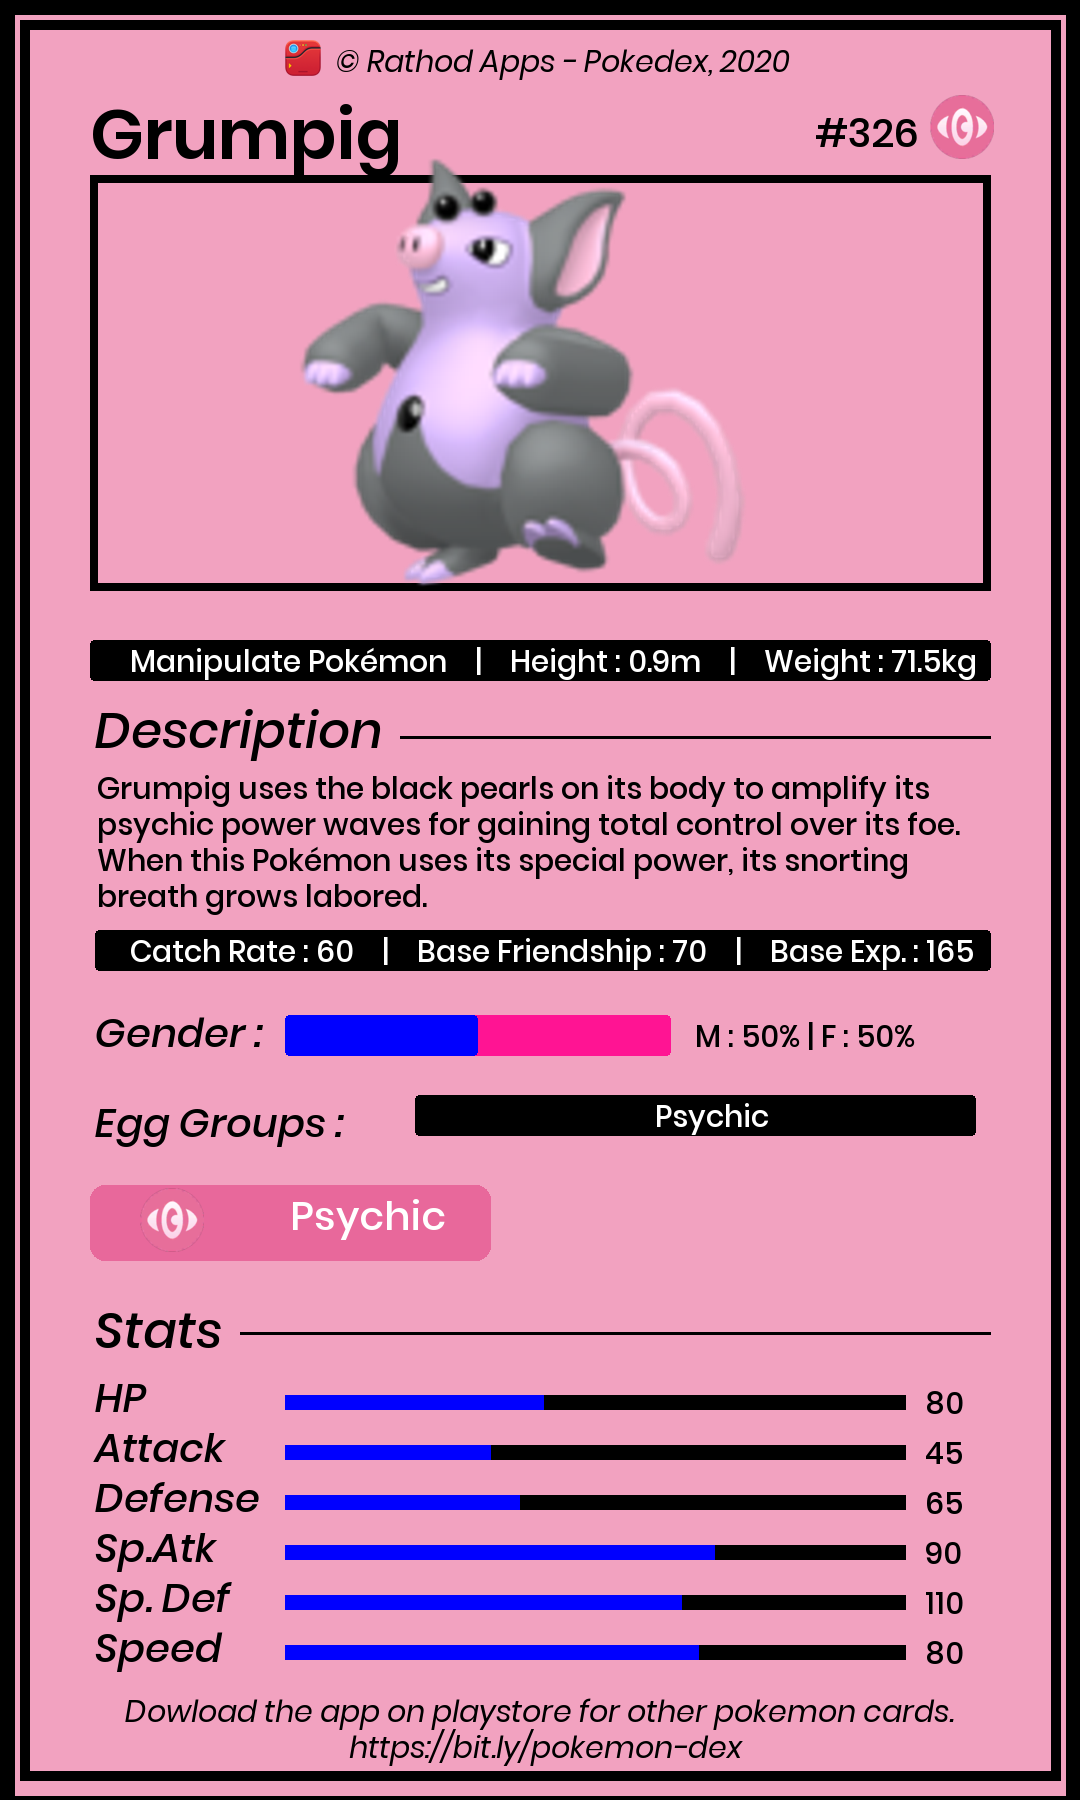 © Rathod Apps - Pokedex, 2020
Grumpig
#326
Manipulate Pokémon | Height : 0.9m | Weight : 71.5kg
Description
Grumpig uses the black pearls on its body to amplify its
psychic power waves for gaining total control over its foe.
When this Pokémon uses its special power, its snorting
breath grows labored.
Catch Rate : 60 | Base Friendship : 70 | Base Exp. : 165
Gender : M : 50% | F : 50%
Egg Groups : Psychic
Psychic
Stats
HP 80
Attack 45
Defense 65
Sp.Atk 90
Sp. Def 110
Speed 80
Dowload the app on playstore for other pokemon cards.
https://bit.ly/pokemon-dex